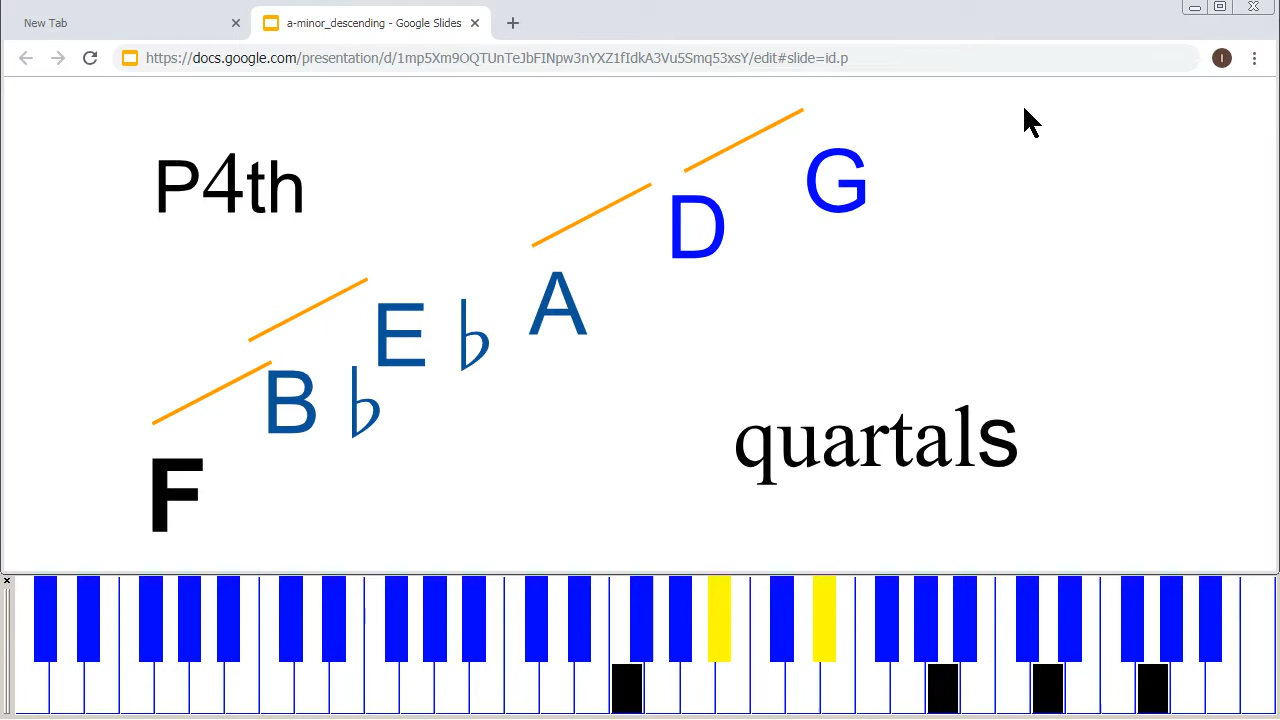 New Tab
a-minor_descending - Google Slides
https://docs.google.com/presentation/d/1mp5Xm9OQTUnTeJbFINpw3nYXZ1fIdkA3Vu5Smq53xsY/edit#slide=id.p
I
P4th
G
D
A
E ♭
B ♭
F
quartals